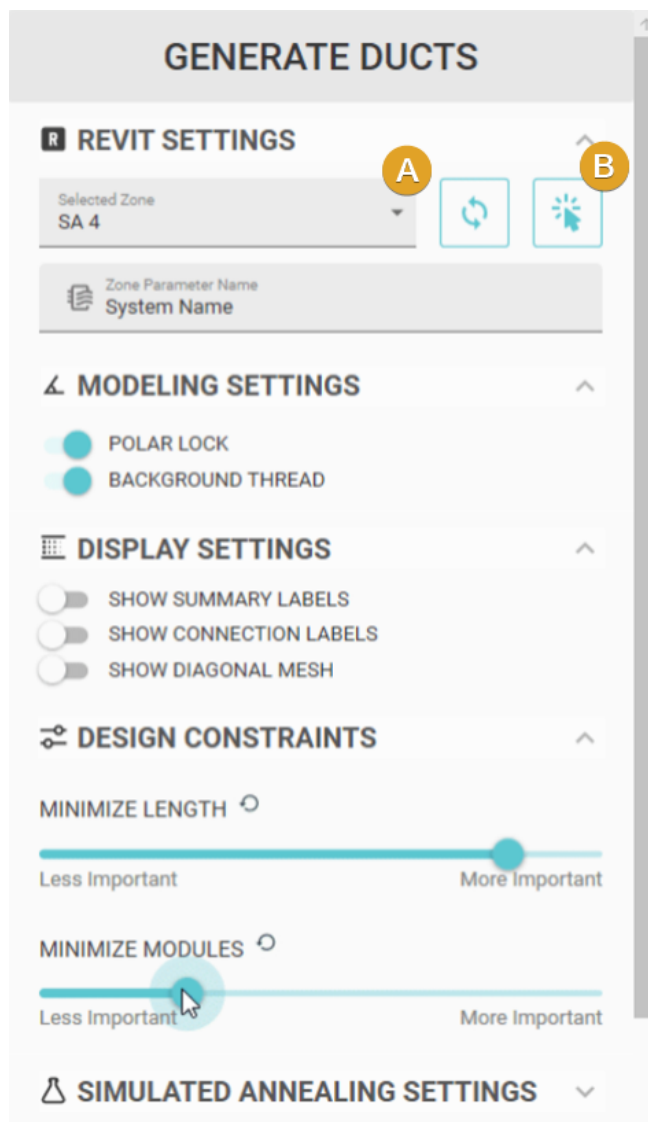 GENERATE DUCTS
R REVIT SETTINGS
A
B
Selected Zone
SA 4
Zone Parameter Name
System Name
MODELING SETTINGS
POLAR LOCK
BACKGROUND THREAD
DISPLAY SETTINGS
SHOW SUMMARY LABELS
SHOW CONNECTION LABELS
SHOW DIAGONAL MESH
DESIGN CONSTRAINTS
MINIMIZE LENGTH
Less Important More Important
MINIMIZE MODULES
Less Important More Important
SIMULATED ANNEALING SETTINGS